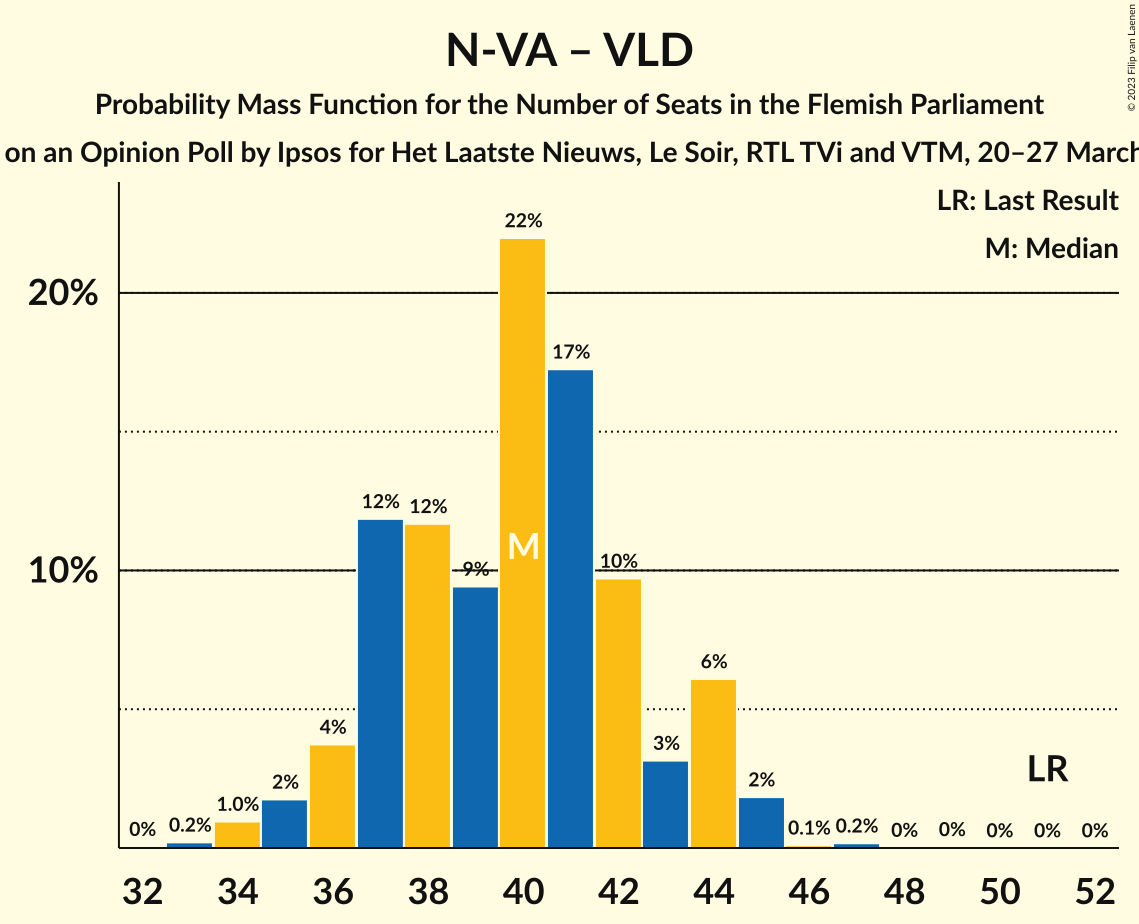 N-VA – VLD
Probability Mass Function for the Number of Seats in the Flemish Parliament
on an Opinion Poll by Ipsos for Het Laatste Nieuws, Le Soir, RTL TVi and VTM, 20–27 March
© 2023 Filip van Laenen
LR: Last Result
M: Median
20%
10%
0% 0.2% 1.0% 2% 4% 12% 12% 9% 22% 17% 10% 3% 6% 2% 0.1% 0.2% 0% 0% 0% 0% 0%
M
LR
32 34 36 38 40 42 44 46 48 50 52